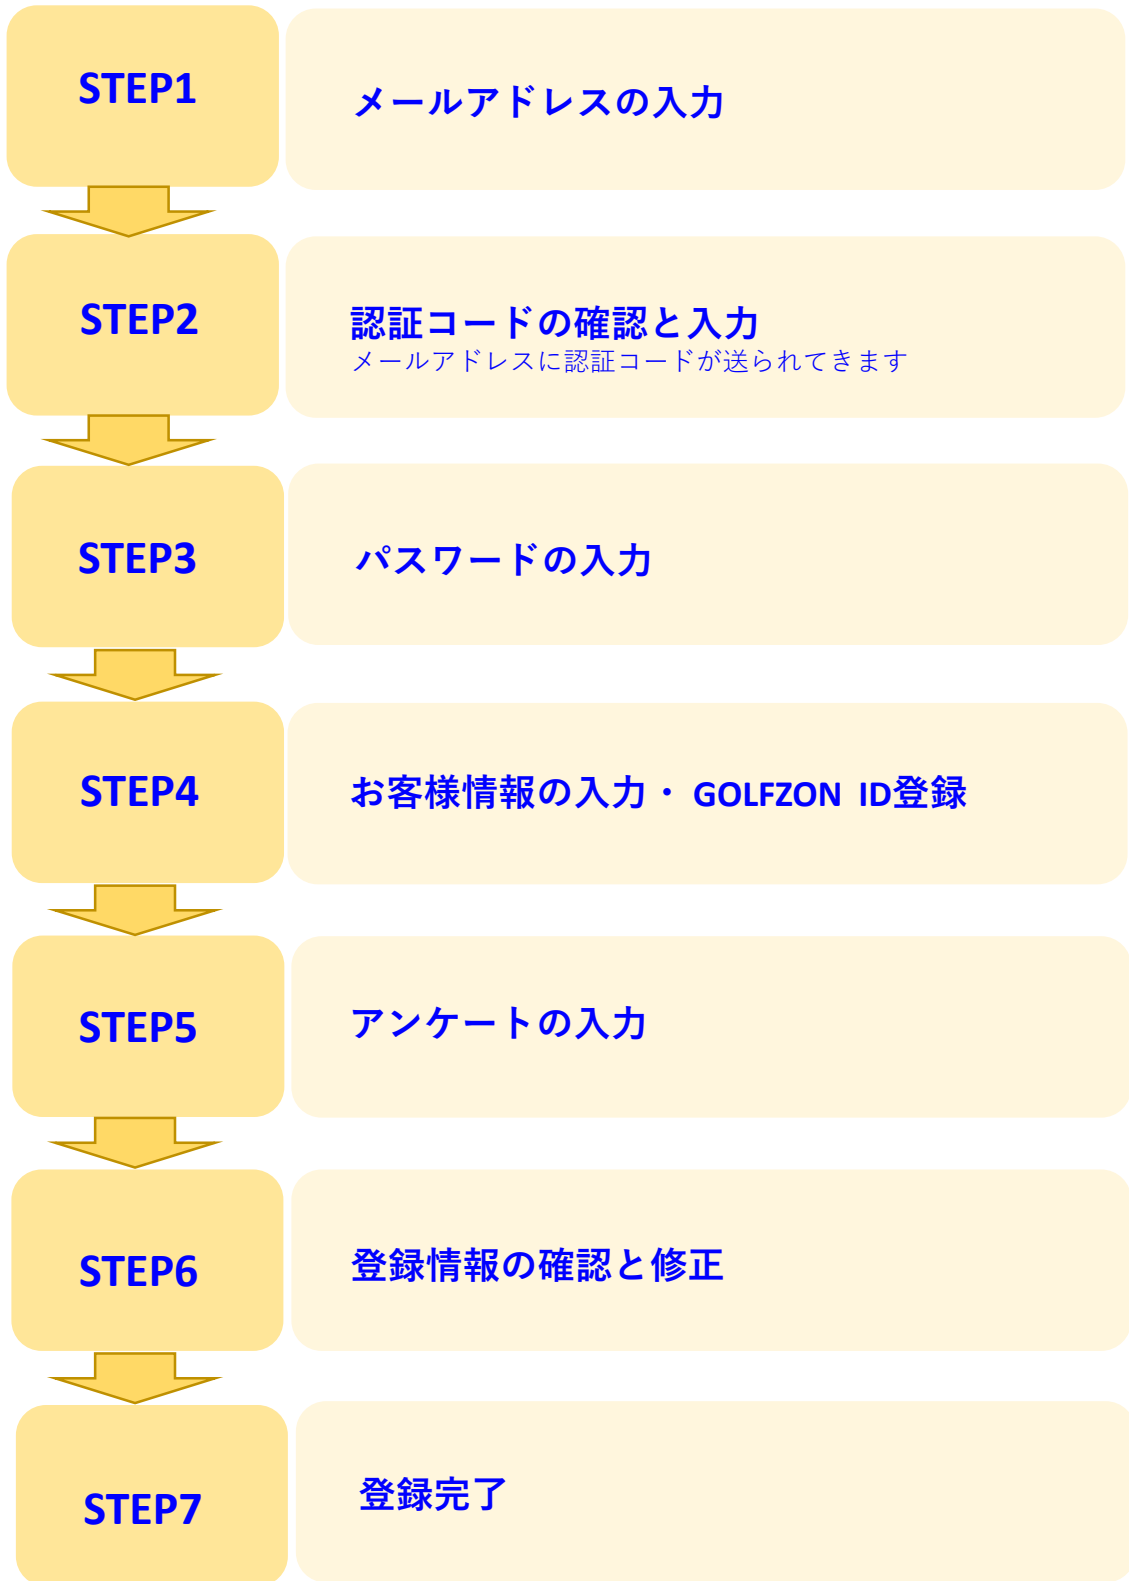 STEP1
メールアドレスの入力
STEP2
認証コードの確認と入力
メールアドレスに認証コードが送られてきます
STEP3
パスワードの入力
STEP4
お客様情報の入力・ GOLFZON ID登録
STEP5
アンケートの入力
STEP6
登録情報の確認と修正
STEP7
登録完了